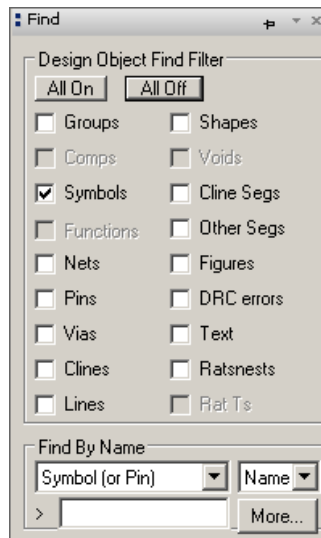 Find
Design Object Find Filter
All On All Off
Groups Shapes
Comps Voids
Symbols Cline Segs
Functions Other Segs
Nets Figures
Pins DRC errors
Vias Text
Clines Ratsnests
Lines Rat Ts
Find By Name
Symbol (or Pin) Name
> More...